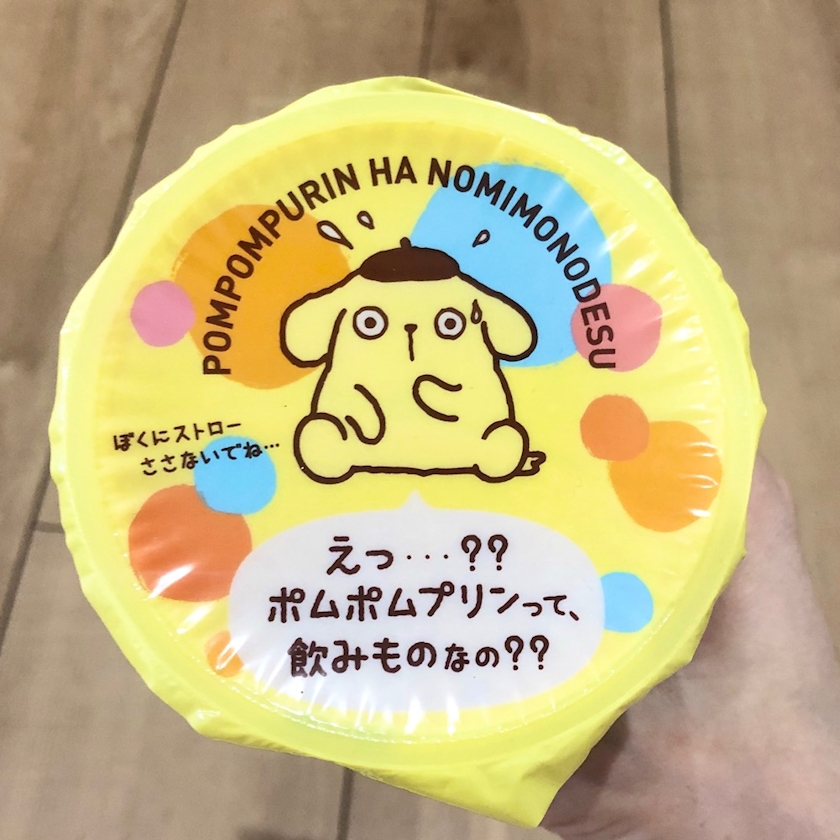 POMPOMPURIN HA NOMIMONODESU
ぼくにストロー
ささないでね…
えっ…??
ポムポムプリンって、
飲みものなの??